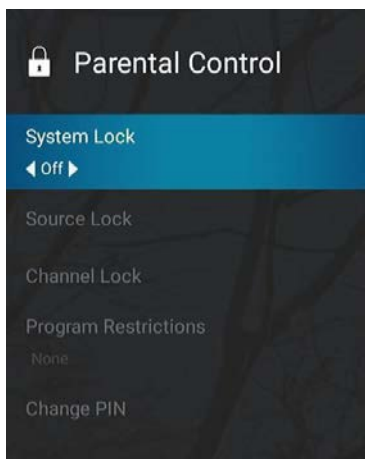 Parental Control
System Lock
Off
Source Lock
Channel Lock
Program Restrictions
None
Change PIN